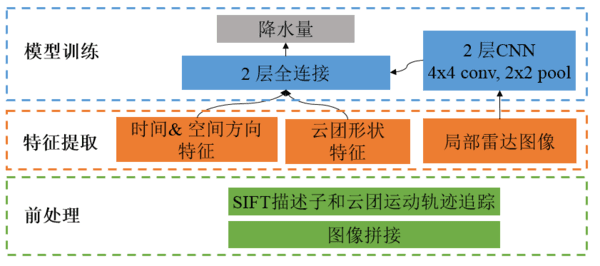 模型训练
降水量
2 层全连接
2 层CNN
4x4 conv, 2x2 pool
特征提取
时间& 空间方向
特征
云团形状
特征
局部雷达图像
前处理
SIFT描述子和云团运动轨迹追踪
图像拼接